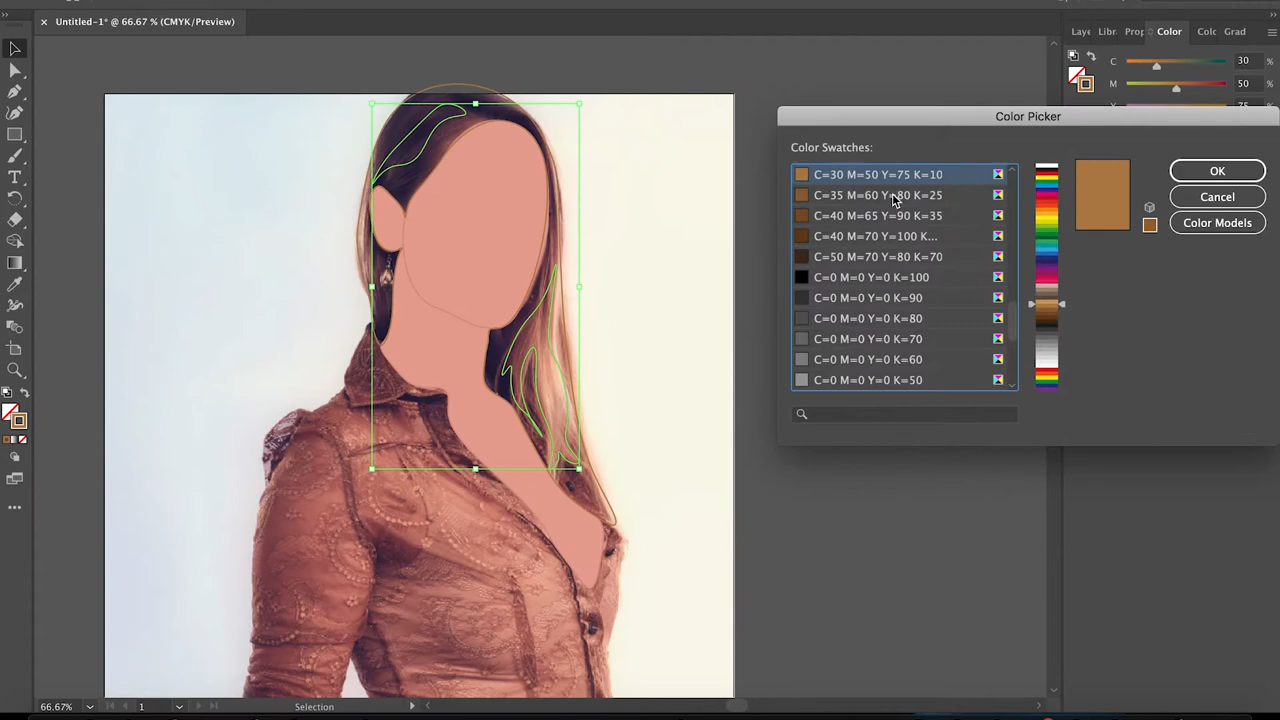 × Untitled-1* @ 66.67 % (CMYK/Preview)
Laye Libr Prop Color Colc Grad
C 30 %
M 50 %
Color Picker
Color Swatches:
C=30 M=50 Y=75 K=10
C=35 M=60 Y=80 K=25
C=40 M=65 Y=90 K=35
C=40 M=70 Y=100 K...
C=50 M=70 Y=80 K=70
C=0 M=0 Y=0 K=100
C=0 M=0 Y=0 K=90
C=0 M=0 Y=0 K=80
C=0 M=0 Y=0 K=70
C=0 M=0 Y=0 K=60
C=0 M=0 Y=0 K=50
OK
Cancel
Color Models
66.67% 1 Selection